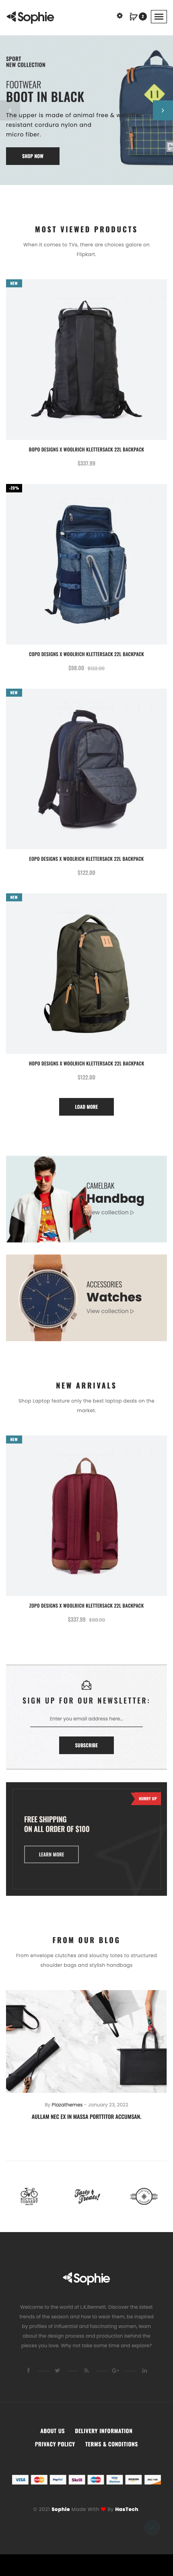 Sophie
SPORT
NEW COLLECTION
FOOTWEAR
BOOT IN BLACK
The upper is made of animal free & water
resistant cordura nylon and
micro fiber.
SHOP NOW
MOST VIEWED PRODUCTS
When it comes to TVs, there are choices galore on
Flipkart.
NEW
BOPO DESIGNS X WOOLRICH KLETTERSACK 22L BACKPACK
$337.99
-20%
COPO DESIGNS X WOOLRICH KLETTERSACK 22L BACKPACK
$98.00
NEW
EOPO DESIGNS X WOOLRICH KLETTERSACK 22L BACKPACK
$122.00
NEW
HOPO DESIGNS X WOOLRICH KLETTERSACK 22L BACKPACK
$122.00
LOAD MORE
CAMELBAK
Handbag
View collection
ACCESSORIES
Watches
View collection
NEW ARRIVALS
Shop Laptop feature only the best laptop deals on the
market.
NEW
ZOPO DESIGNS X WOOLRICH KLETTERSACK 22L BACKPACK
$337.99
SIGN UP FOR OUR NEWSLETTER:
Enter you email address here...
SUBSCRIBE
HURRY UP
FREE SHIPPING
ON ALL ORDER OF $100
LEARN MORE
FROM OUR BLOG
From envelope clutches and slouchy totes to structured
shoulder bags and stylish handbags
By Plazathemes - January 23, 2022
AULLAM NEC EX IN MASSA PORTTITOR ACCUMSAN.
Sophie
Welcome to the world of L.K.Bennett. Discover the latest
trends of the season and how to wear them, be inspired
by profiles of influential and fascinating women, learn
about the design process and production behind the
pieces you love. Why not take some time and explore?
ABOUT US DELIVERY INFORMATION
PRIVACY POLICY TERMS & CONDITIONS
VISA PayPal Skrill
© 2021 Sophie Made With ❤ By HasTech